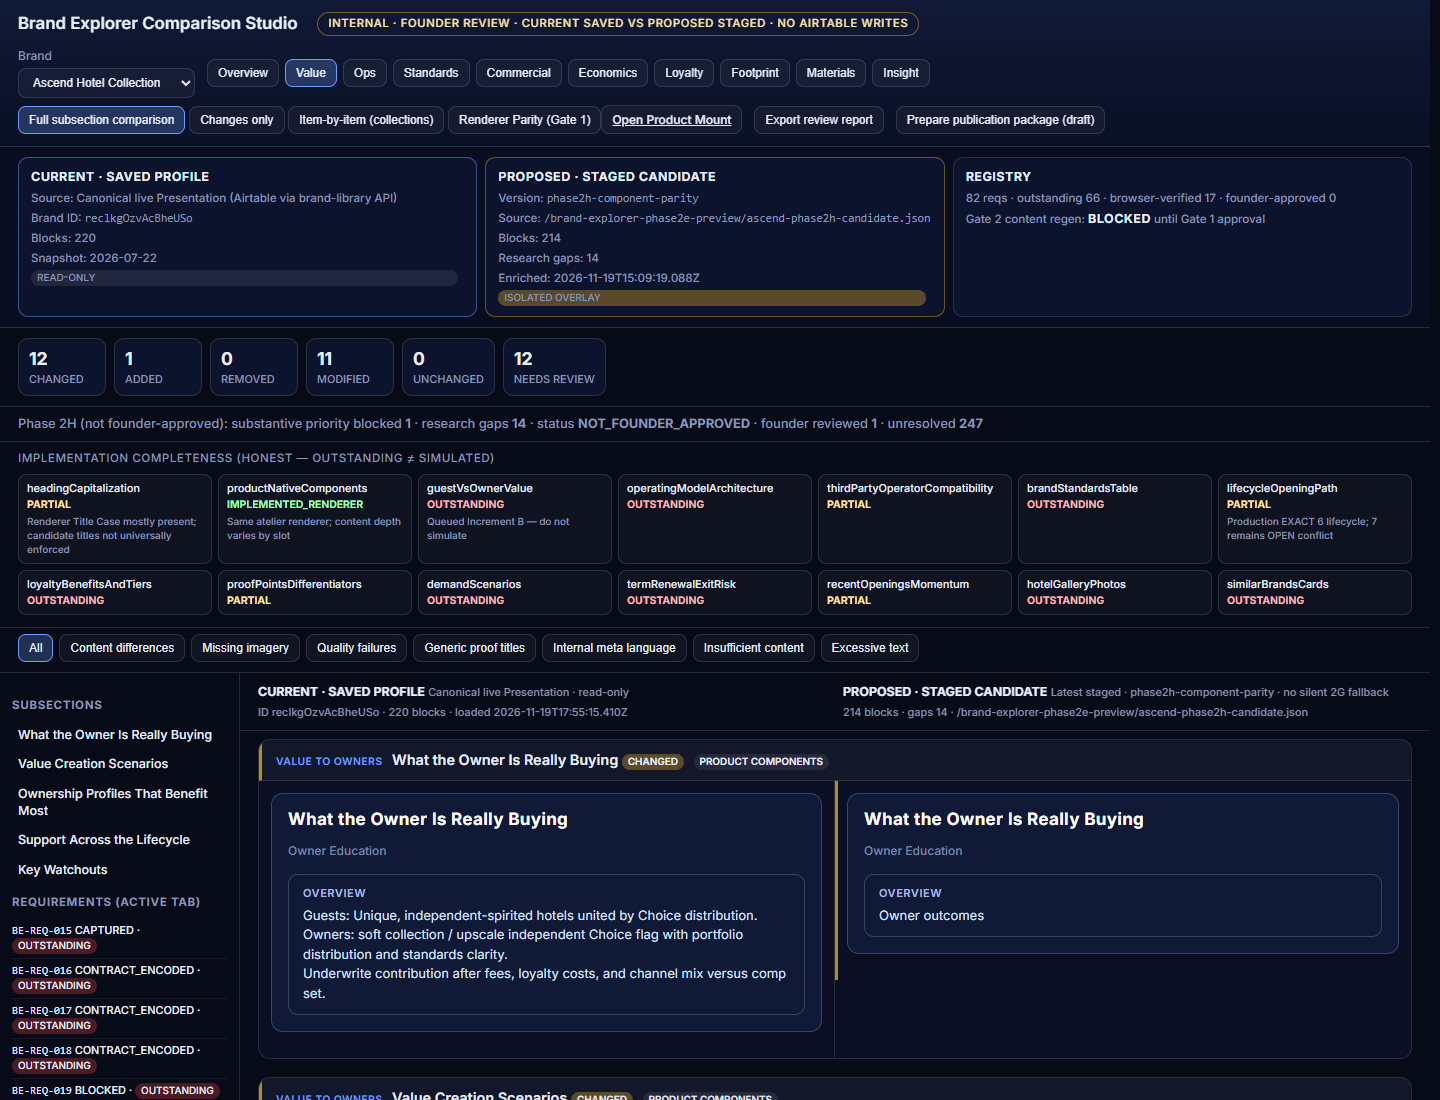 Brand Explorer Comparison Studio
INTERNAL · FOUNDER REVIEW · CURRENT SAVED VS PROPOSED STAGED · NO AIRTABLE WRITES
Brand
Ascend Hotel Collection
Overview
Value
Ops
Standards
Commercial
Economics
Loyalty
Footprint
Materials
Insight
Full subsection comparison
Changes only
Item-by-item (collections)
Renderer Parity (Gate 1)
Open Product Mount
Export review report
Prepare publication package (draft)
CURRENT · SAVED PROFILE
Source: Canonical live Presentation (Airtable via brand-library API)
Brand ID: reclkgOzvAcBheUSo
Blocks: 220
Snapshot: 2026-07-22
READ-ONLY
PROPOSED · STAGED CANDIDATE
Version: phase2h-component-parity
Source: /brand-explorer-phase2e-preview/ascend-phase2h-candidate.json
Blocks: 214
Research gaps: 14
Enriched: 2026-11-19T15:09:19.088Z
ISOLATED OVERLAY
REGISTRY
82 reqs · outstanding 66 · browser-verified 17 · founder-approved 0
Gate 2 content regen: BLOCKED until Gate 1 approval
12
CHANGED
1
ADDED
0
REMOVED
11
MODIFIED
0
UNCHANGED
12
NEEDS REVIEW
Phase 2H (not founder-approved): substantive priority blocked 1 · research gaps 14 · status NOT_FOUNDER_APPROVED · founder reviewed 1 · unresolved 247
IMPLEMENTATION COMPLETENESS (HONEST — OUTSTANDING ≠ SIMULATED)
headingCapitalization
PARTIAL
Renderer Title Case mostly present;
candidate titles not universally
enforced
productNativeComponents
IMPLEMENTED_RENDERER
Same atelier renderer; content depth
varies by slot
guestVsOwnerValue
OUTSTANDING
Queued Increment B — do not
simulate
operatingModelArchitecture
OUTSTANDING
thirdPartyOperatorCompatibility
PARTIAL
brandStandardsTable
OUTSTANDING
lifecycleOpeningPath
PARTIAL
Production EXACT 6 lifecycle; 7
remains OPEN conflict
loyaltyBenefitsAndTiers
OUTSTANDING
proofPointsDifferentiators
PARTIAL
demandScenarios
OUTSTANDING
termRenewalExitRisk
OUTSTANDING
recentOpeningsMomentum
PARTIAL
hotelGalleryPhotos
OUTSTANDING
similarBrandsCards
OUTSTANDING
All
Content differences
Missing imagery
Quality failures
Generic proof titles
Internal meta language
Insufficient content
Excessive text
SUBSECTIONS
What the Owner Is Really Buying
Value Creation Scenarios
Ownership Profiles That Benefit
Most
Support Across the Lifecycle
Key Watchouts
REQUIREMENTS (ACTIVE TAB)
BE-REQ-015 CAPTURED ·
OUTSTANDING
BE-REQ-016 CONTRACT_ENCODED ·
OUTSTANDING
BE-REQ-017 CONTRACT_ENCODED ·
OUTSTANDING
BE-REQ-018 CONTRACT_ENCODED ·
OUTSTANDING
BE-REQ-019 BLOCKED · OUTSTANDING
CURRENT · SAVED PROFILE Canonical live Presentation · read-only
ID reclkgOzvAcBheUSo · 220 blocks · loaded 2026-11-19T17:55:15.410Z
PROPOSED · STAGED CANDIDATE Latest staged · phase2h-component-parity · no silent 2G fallback
214 blocks · gaps 14 · /brand-explorer-phase2e-preview/ascend-phase2h-candidate.json
VALUE TO OWNERS What the Owner Is Really Buying CHANGED PRODUCT COMPONENTS
What the Owner Is Really Buying
Owner Education
OVERVIEW
Guests: Unique, independent-spirited hotels united by Choice distribution.
Owners: soft collection / upscale independent Choice flag with portfolio
distribution and standards clarity.
Underwrite contribution after fees, loyalty costs, and channel mix versus comp
set.
What the Owner Is Really Buying
Owner Education
OVERVIEW
Owner outcomes
VALUE TO OWNERS Value Creation Scenarios CHANGED PRODUCT COMPONENTS